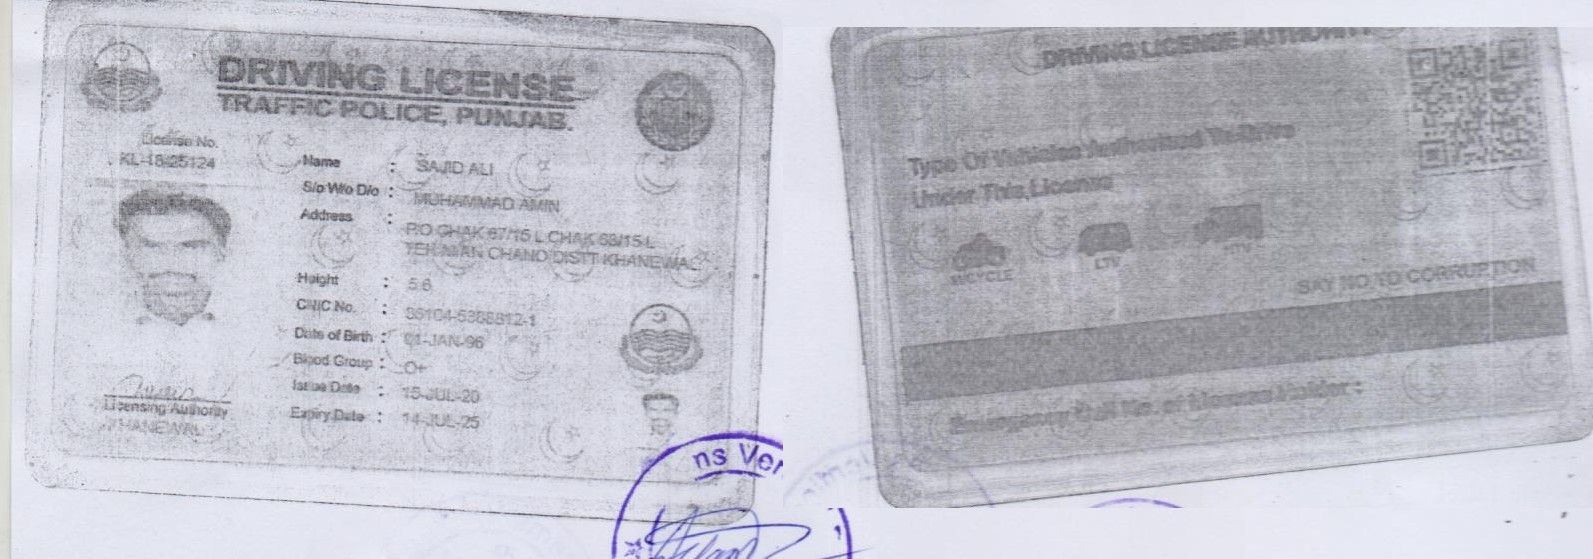 DRIVING LICENSE
TRAFFIC POLICE, PUNJAB.
License No.
KL-18-25124
Name : SAJID ALI
S/o W/o D/o : MUHAMMAD AMIN
Address : P.O CHAK 67/15 L CHAK 68/15 L
TEH MIAN CHANO DISTT KHANEWAL
Height : 5.6
CNIC No. : 36104-5388812-1
Date of Birth : 01-JAN-96
Blood Group : O+
Issue Date : 15-JUL-20
Expiry Date : 14-JUL-25
Licensing Authority
KHANEWAL
ns Ver
DRIVING LICENSE AUTHORITY
Type Of Vehicles Authorized To Drive
Under This License
M/CYCLE
LTV
SAY NO TO CORRUPTION
Emergency Call No. of License Holder :